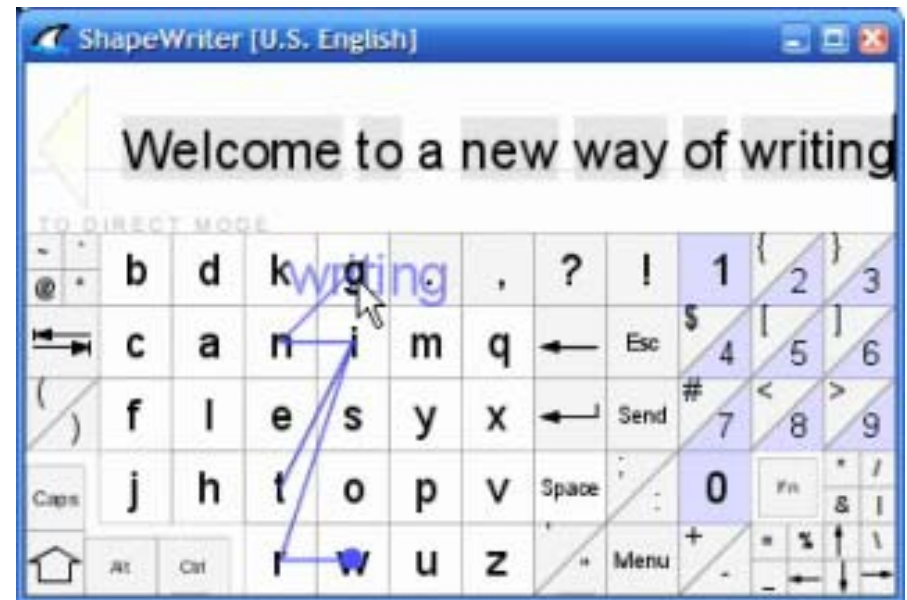 ShapeWriter [U.S. English]
Welcome to a new way of writing
TO DIRECT MODE
b d k g . , ? ! 1 { 2 } 3
@
writing
c a n i m q Esc $ 4 [ 5 ] 6
( ) f l e s y x Send # 7 < 8 > 9
Caps j h t o p v Space ; : 0 Fn * / & |
Alt Ctrl r w u z ' " Menu + - = % \ _